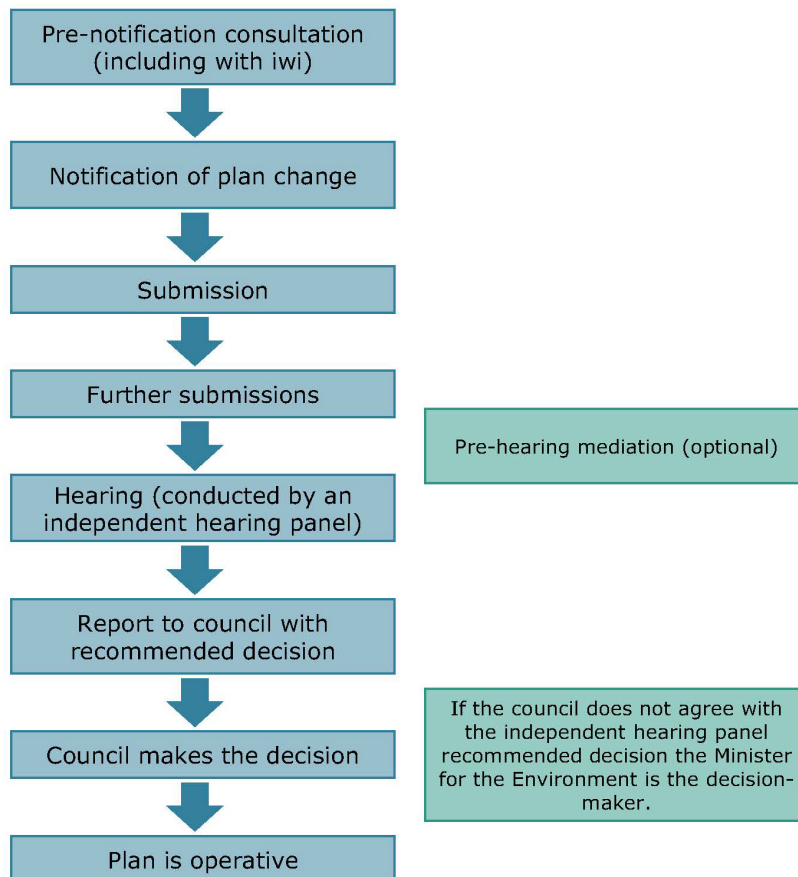 Pre-notification consultation
(including with iwi)
Notification of plan change
Submission
Further submissions
Pre-hearing mediation (optional)
Hearing (conducted by an
independent hearing panel)
Report to council with
recommended decision
Council makes the decision
If the council does not agree with
the independent hearing panel
recommended decision the Minister
for the Environment is the decision-
maker.
Plan is operative